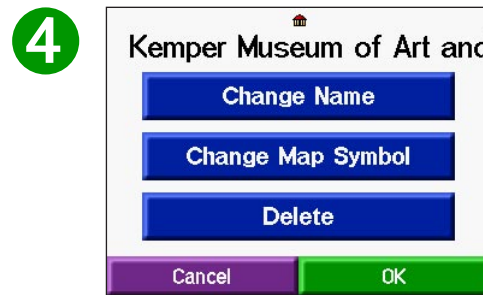 4
Kemper Museum of Art and
Change Name
Change Map Symbol
Delete
Cancel OK